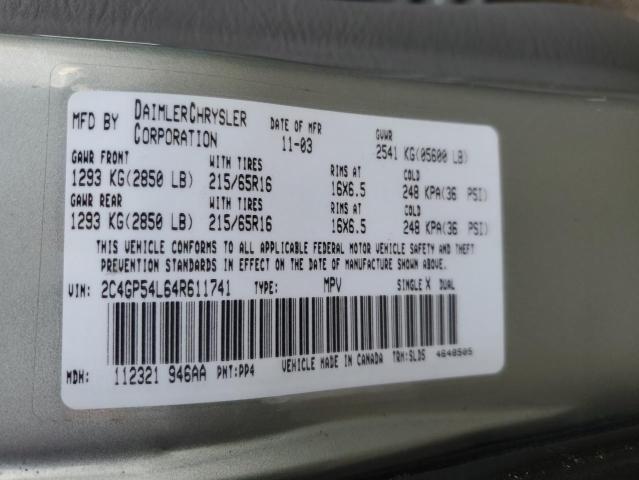 MFD BY DAIMLERCHRYSLER CORPORATION DATE OF MFR 11-03 GVWR 2541 KG(05600 LB)
GAWR FRONT WITH TIRES RIMS AT COLD
1293 KG(2850 LB) 215/65R16 16X6.5 248 KPA(36 PSI)
GAWR REAR WITH TIRES RIMS AT COLD
1293 KG(2850 LB) 215/65R16 16X6.5 248 KPA(36 PSI)
THIS VEHICLE CONFORMS TO ALL APPLICABLE FEDERAL MOTOR VEHICLE SAFETY AND THEFT
PREVENTION STANDARDS IN EFFECT ON THE DATE OF MANUFACTURE SHOWN ABOVE.
VIN: 2C4GP54L64R611741 TYPE: MPV SINGLE X DUAL
MDH: 112321 946AA PNT:PP4 VEHICLE MADE IN CANADA TRM:SLD5 4648505